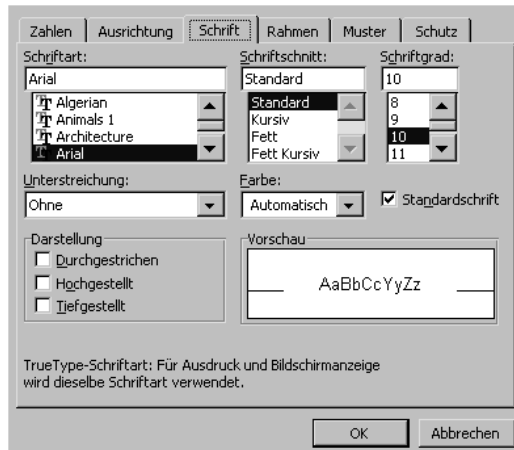 Zahlen Ausrichtung Schrift Rahmen Muster Schutz
Schriftart: Schriftschnitt: Schriftgrad:
Arial Standard 10
Algerian Standard 8
Animals 1 Kursiv 9
Architecture Fett 10
Arial Fett Kursiv 11
Unterstreichung: Farbe:
Ohne Automatisch Standardschrift
Darstellung Vorschau
Durchgestrichen
Hochgestellt AaBbCcYyZz
Tiefgestellt
TrueType-Schriftart: Für Ausdruck und Bildschirmanzeige
wird dieselbe Schriftart verwendet.
OK Abbrechen